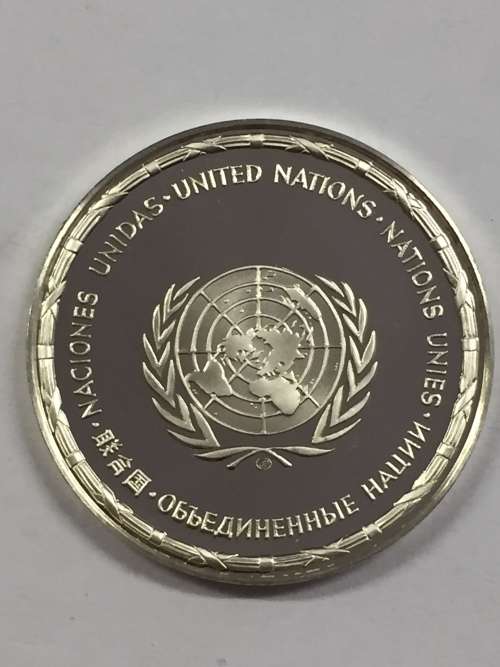 UNITED NATIONS · NATIONS UNIES · ОБЪЕДИНЕННЫЕ НАЦИИ · 联合国 · NACIONES UNIDAS ·